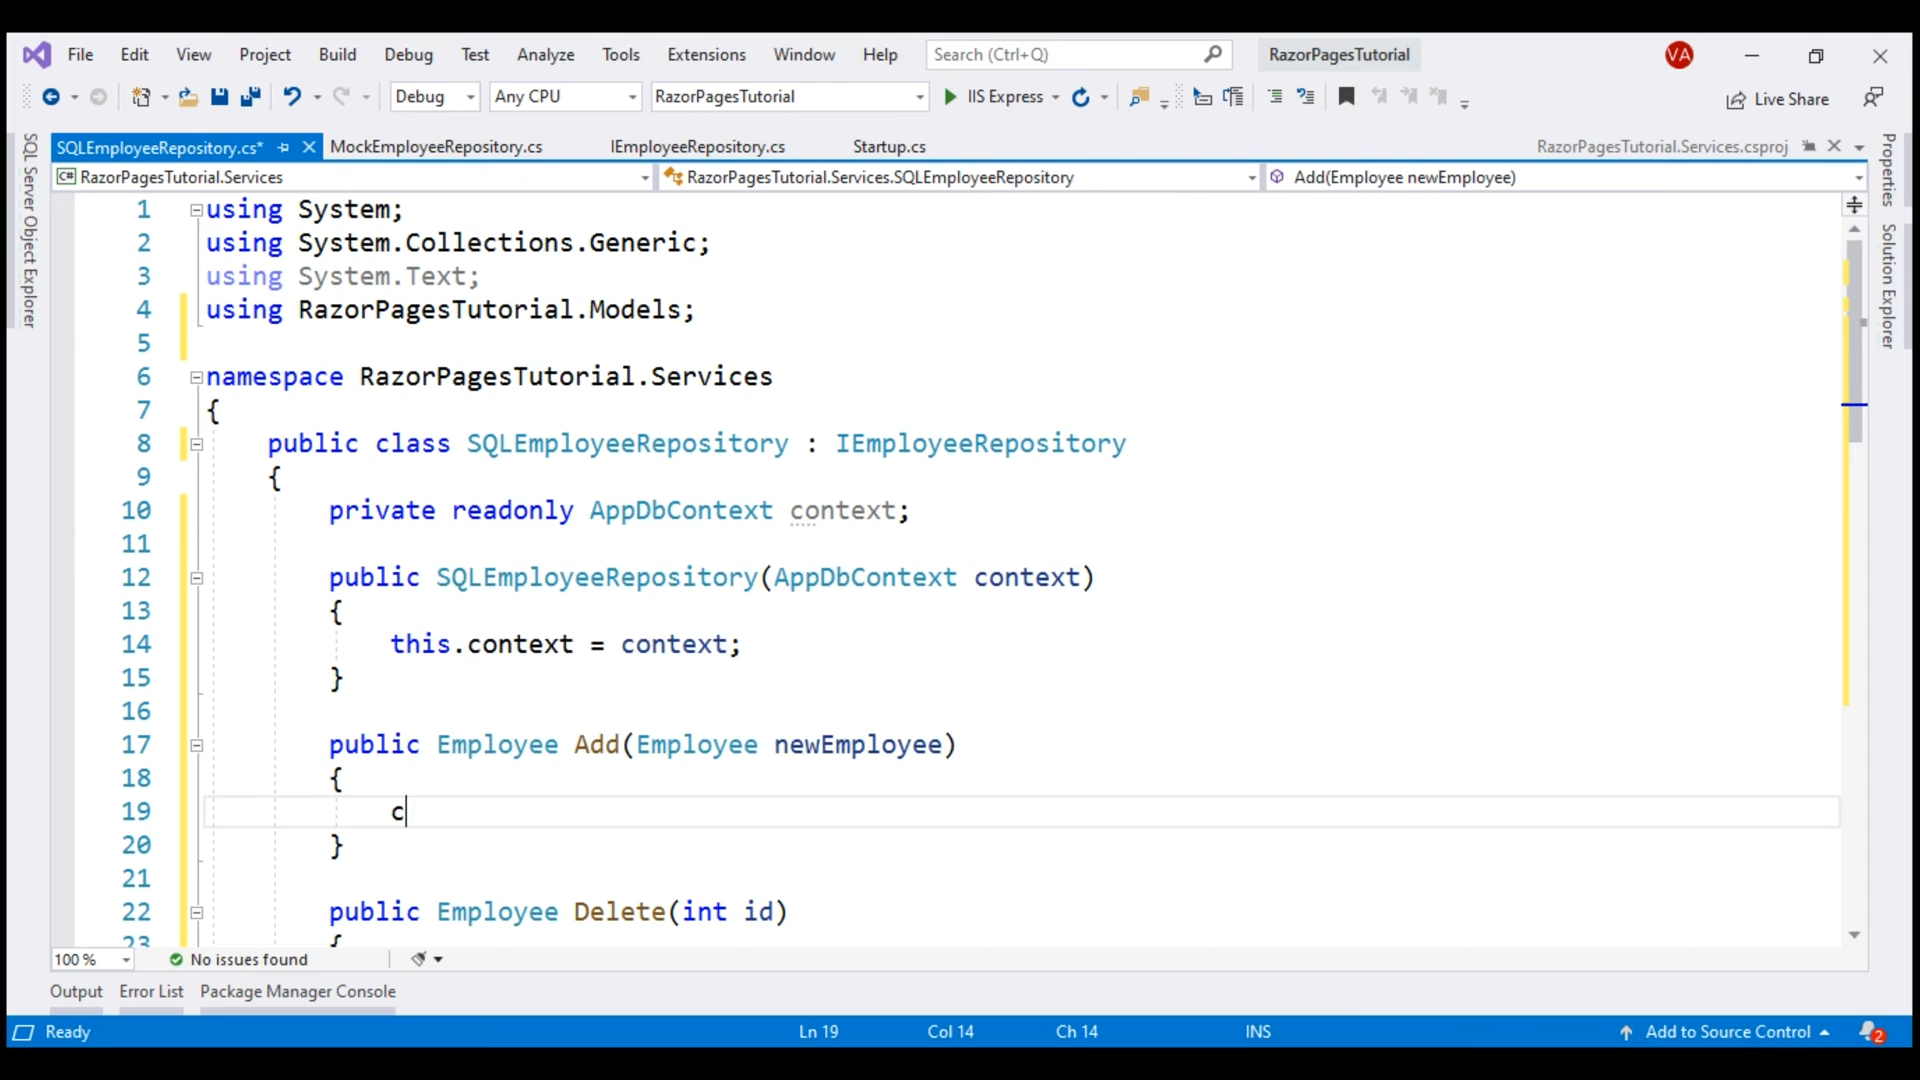 File Edit View Project Build Debug Test Analyze Tools Extensions Window Help Search (Ctrl+Q) RazorPagesTutorial VA
Debug Any CPU RazorPagesTutorial IIS Express Live Share
SQLEmployeeRepository.cs* MockEmployeeRepository.cs IEmployeeRepository.cs Startup.cs RazorPagesTutorial.Services.csproj
C# RazorPagesTutorial.Services RazorPagesTutorial.Services.SQLEmployeeRepository Add(Employee newEmployee)
SQL Server Object Explorer
Properties
Solution Explorer
1 using System;
2 using System.Collections.Generic;
3 using System.Text;
4 using RazorPagesTutorial.Models;
5
6 namespace RazorPagesTutorial.Services
7 {
8 public class SQLEmployeeRepository : IEmployeeRepository
9 {
10 private readonly AppDbContext context;
11
12 public SQLEmployeeRepository(AppDbContext context)
13 {
14 this.context = context;
15 }
16
17 public Employee Add(Employee newEmployee)
18 {
19 c
20 }
21
22 public Employee Delete(int id)
23 {
100 % No issues found
Output Error List Package Manager Console
Ready Ln 19 Col 14 Ch 14 INS Add to Source Control 2